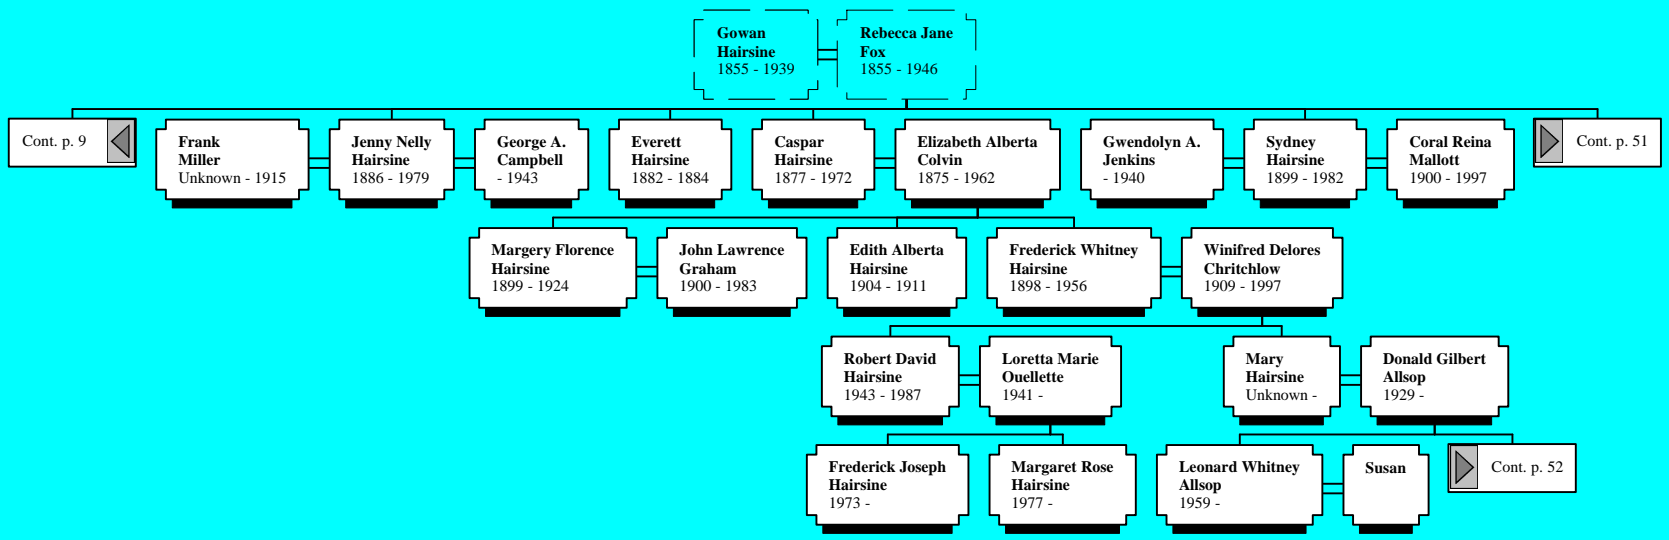 Gowan
Hairsine
1855 - 1939
Rebecca Jane
Fox
1855 - 1946
Cont. p. 9
Frank
Miller
Unknown - 1915
Jenny Nelly
Hairsine
1886 - 1979
George A.
Campbell
- 1943
Everett
Hairsine
1882 - 1884
Caspar
Hairsine
1877 - 1972
Elizabeth Alberta
Colvin
1875 - 1962
Gwendolyn A.
Jenkins
- 1940
Sydney
Hairsine
1899 - 1982
Coral Reina
Mallott
1900 - 1997
Cont. p. 51
Margery Florence
Hairsine
1899 - 1924
John Lawrence
Graham
1900 - 1983
Edith Alberta
Hairsine
1904 - 1911
Frederick Whitney
Hairsine
1898 - 1956
Winifred Delores
Chritchlow
1909 - 1997
Robert David
Hairsine
1943 - 1987
Loretta Marie
Ouellette
1941 -
Mary
Hairsine
Unknown -
Donald Gilbert
Allsop
1929 -
Frederick Joseph
Hairsine
1973 -
Margaret Rose
Hairsine
1977 -
Leonard Whitney
Allsop
1959 -
Susan
Cont. p. 52